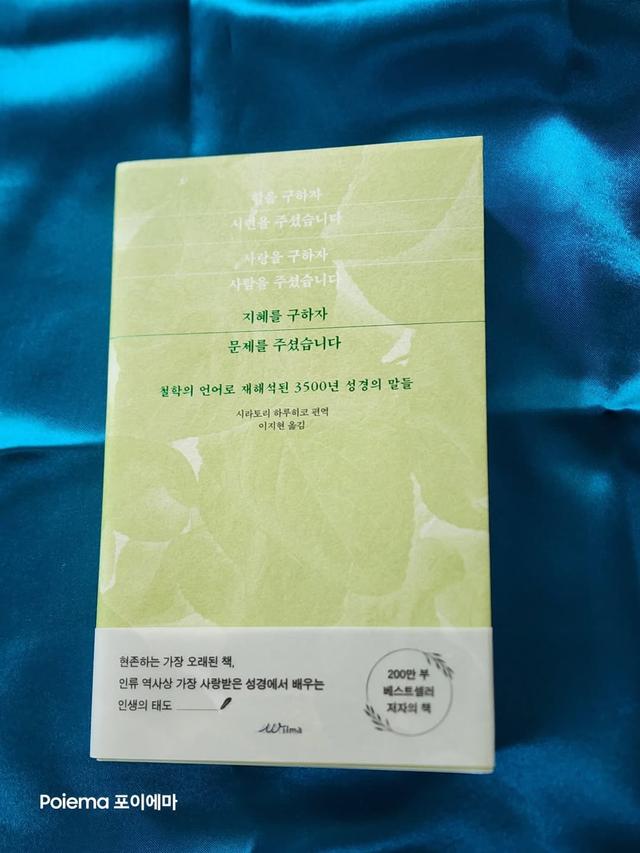 힘을 구하자
시련을 주셨습니다
사랑을 구하자
사람을 주셨습니다
지혜를 구하자
문제를 주셨습니다
철학의 언어로 재해석된 3500년 성경의 말들
시라토리 하루히코 편역
이지현 옮김
현존하는 가장 오래된 책,
인류 역사상 가장 사랑받은 성경에서 배우는
인생의 태도
200만 부
베스트셀러
저자의 책
Wilma
Poiema 포이에마